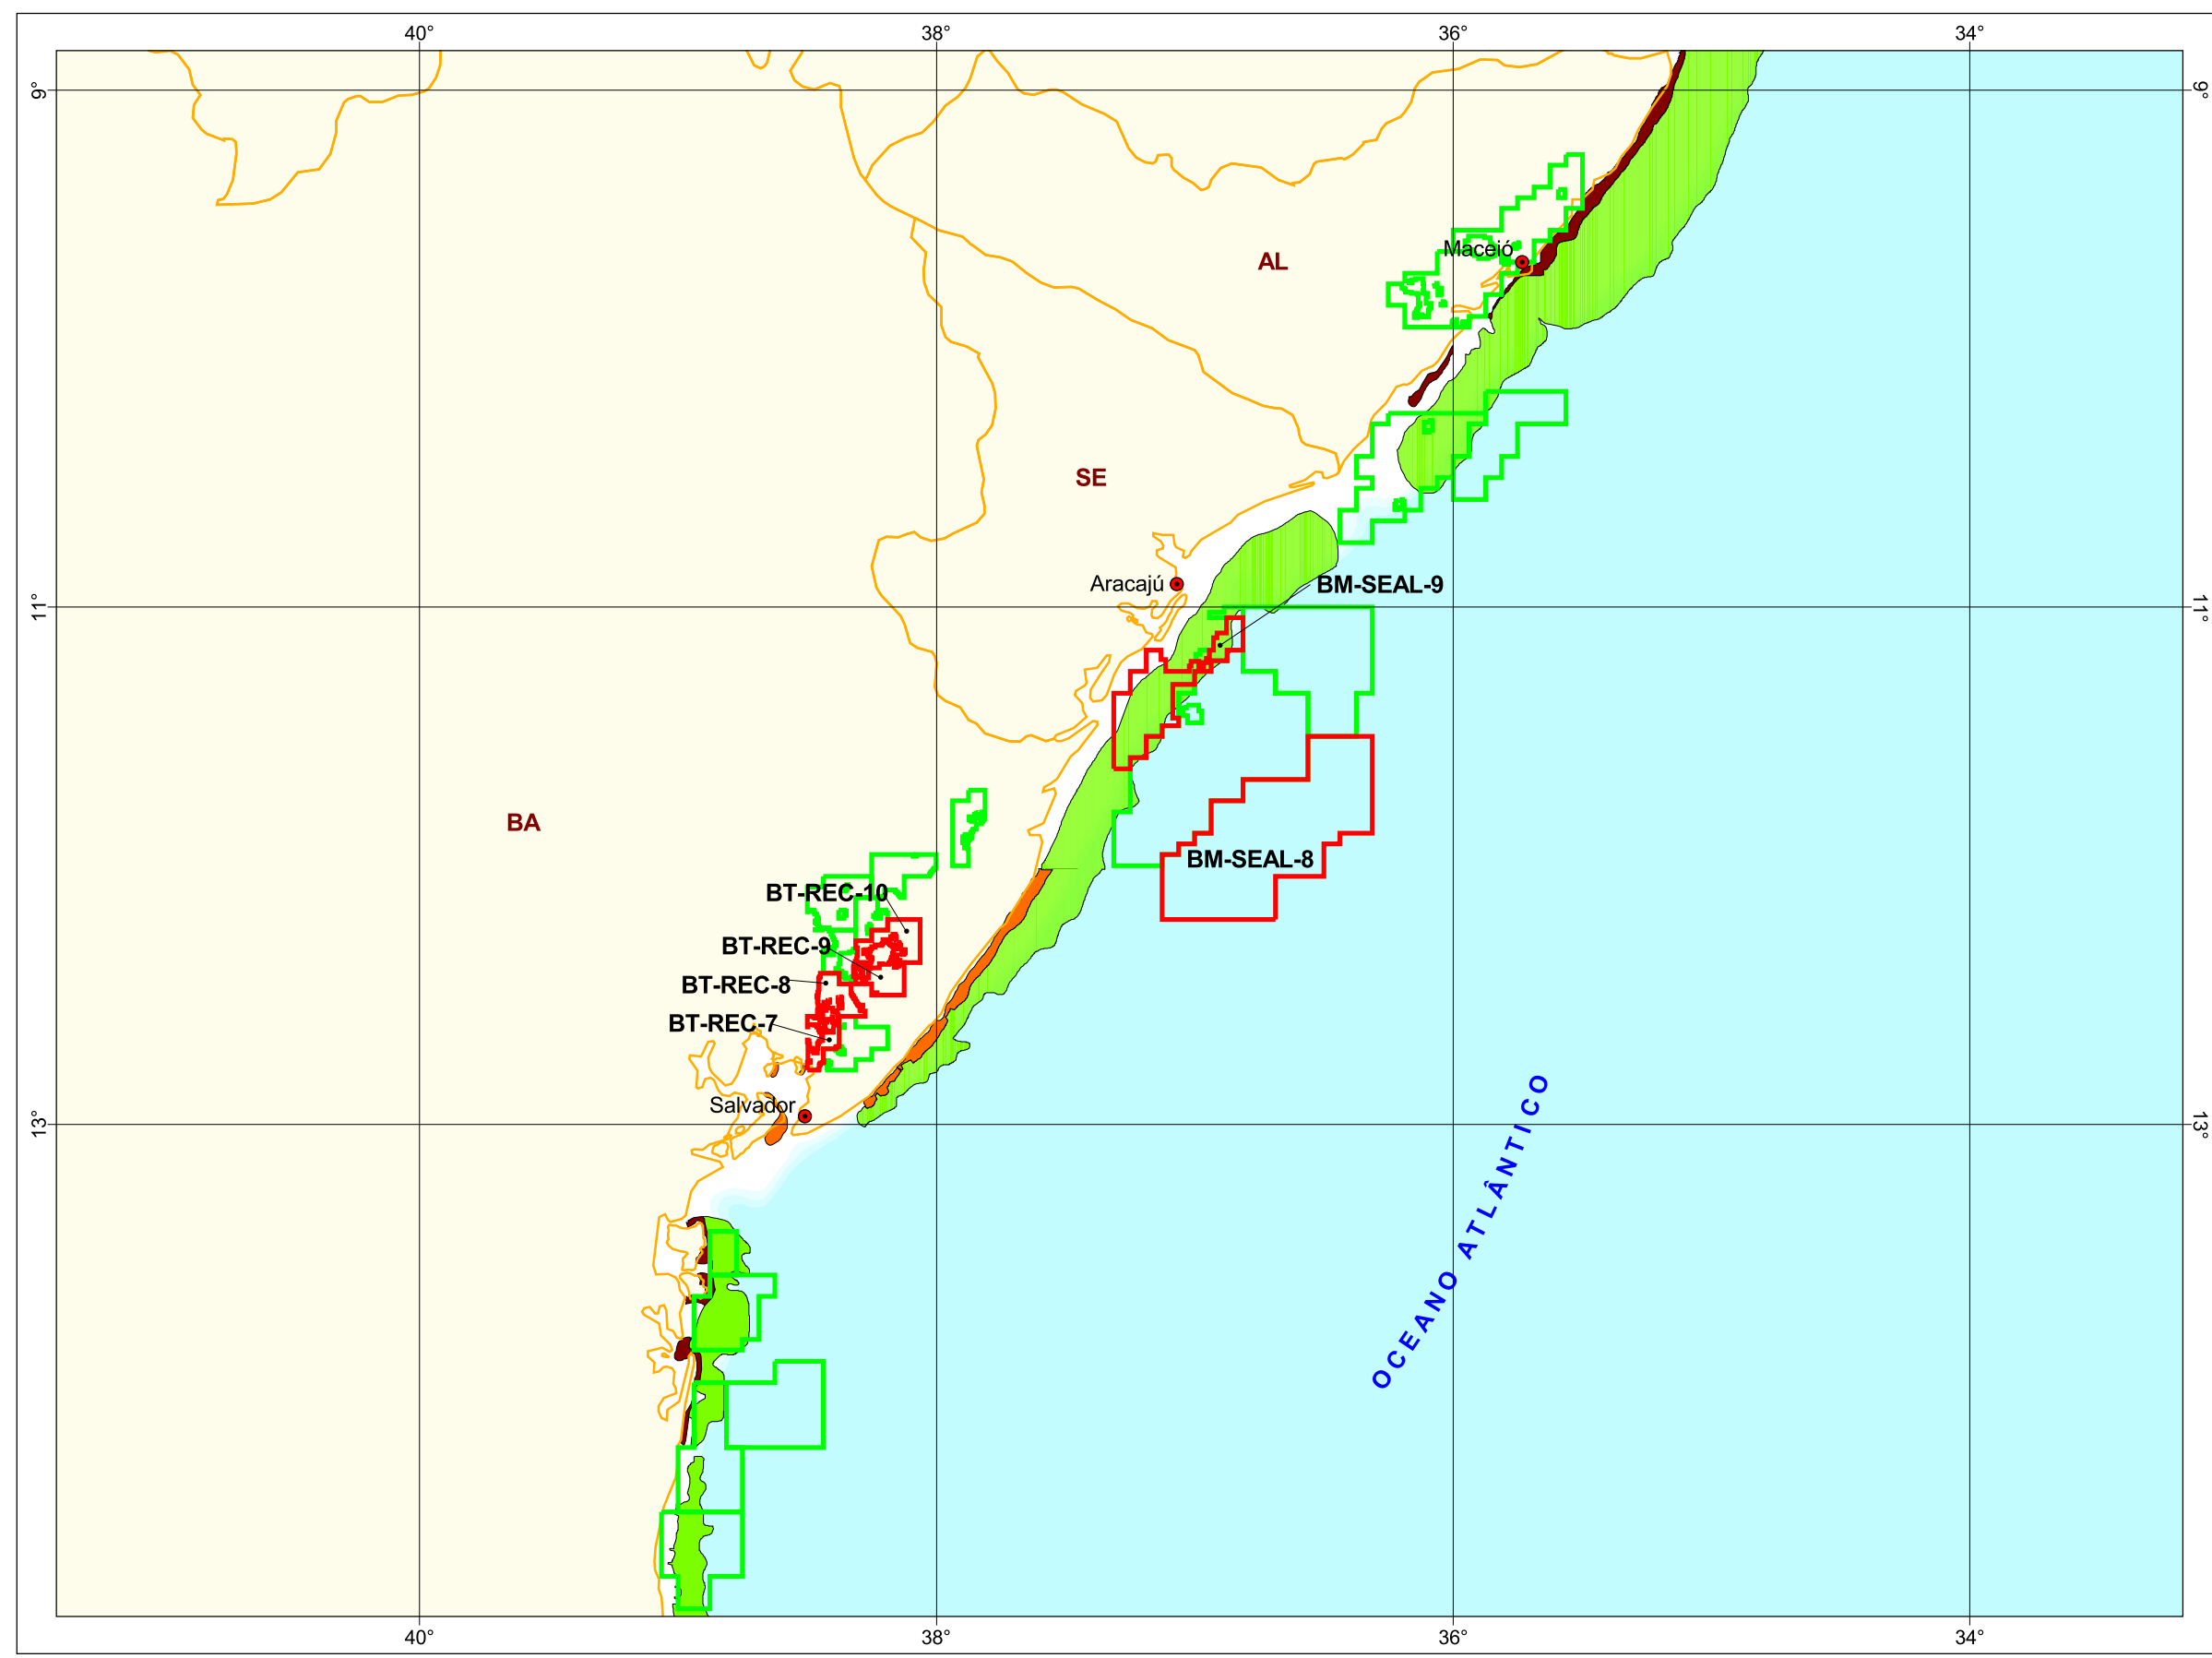 40° 38° 36° 34°
9° 9°
Maceió
AL
SE
Aracajú
BM-SEAL-9
11° 11°
BA
BM-SEAL-8
BT-REC-10
BT-REC-9
BT-REC-8
BT-REC-7
Salvador
13° 13°
OCEANO ATLÂNTICO
40° 38° 36° 34°